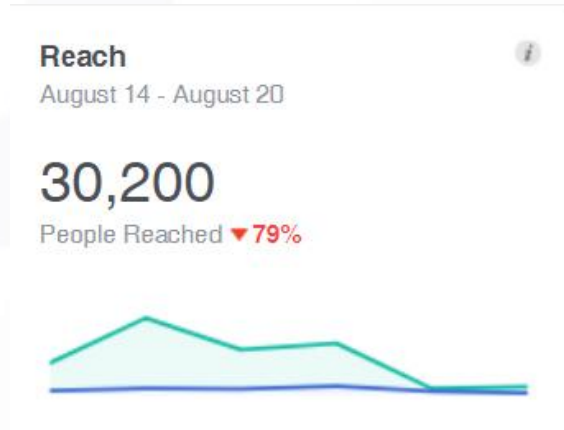 Reach
i
August 14 - August 20
30,200
People Reached ▼79%